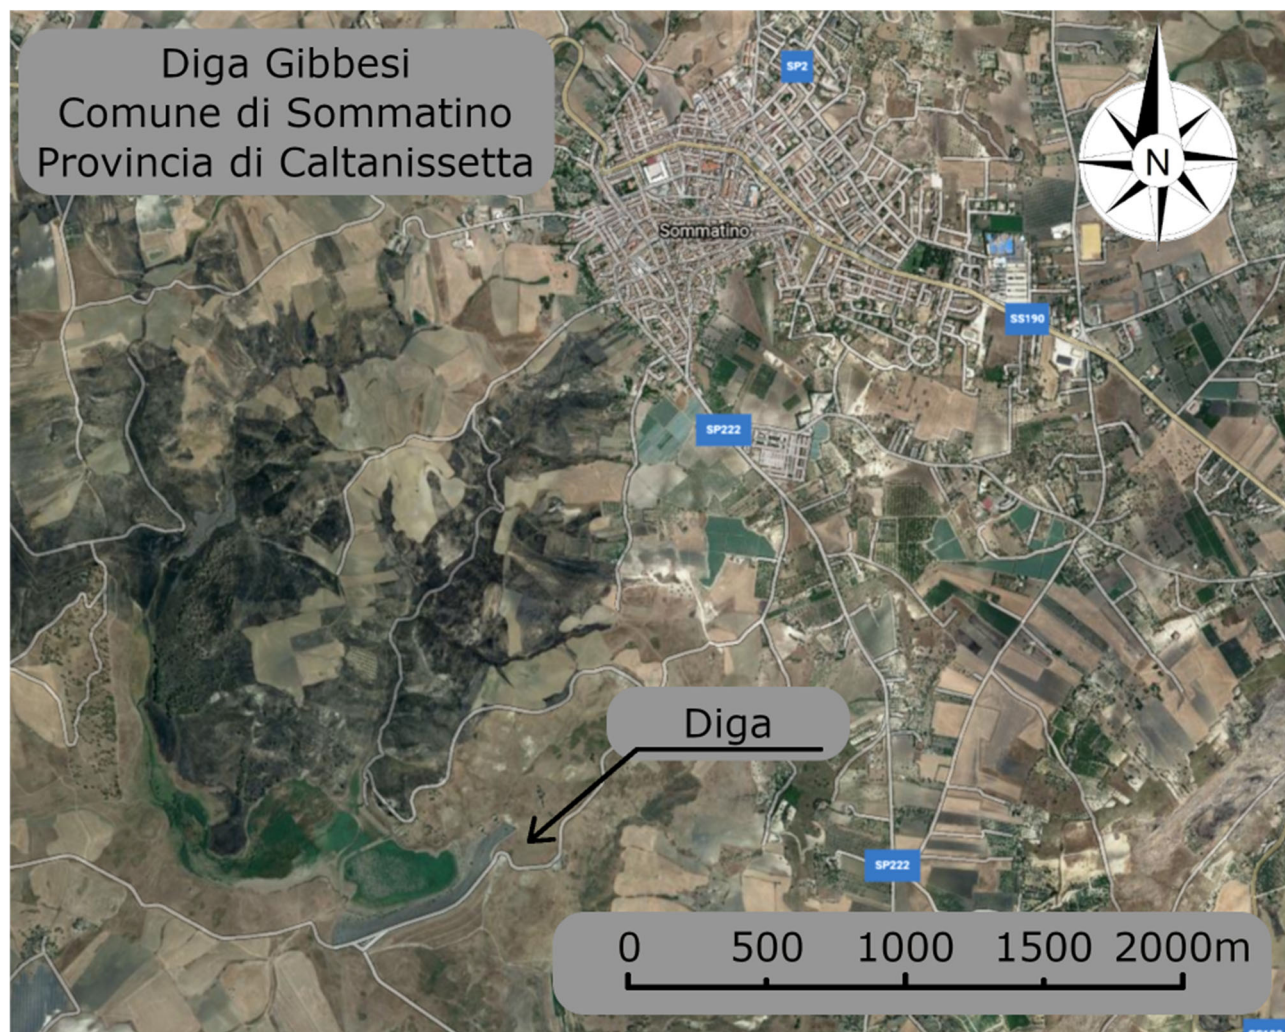 Diga Gibbesi
Comune di Sommatino
Provincia di Caltanissetta
SP2
N
Sommatino
SS190
SP222
Diga
SP222
0 500 1000 1500 2000m